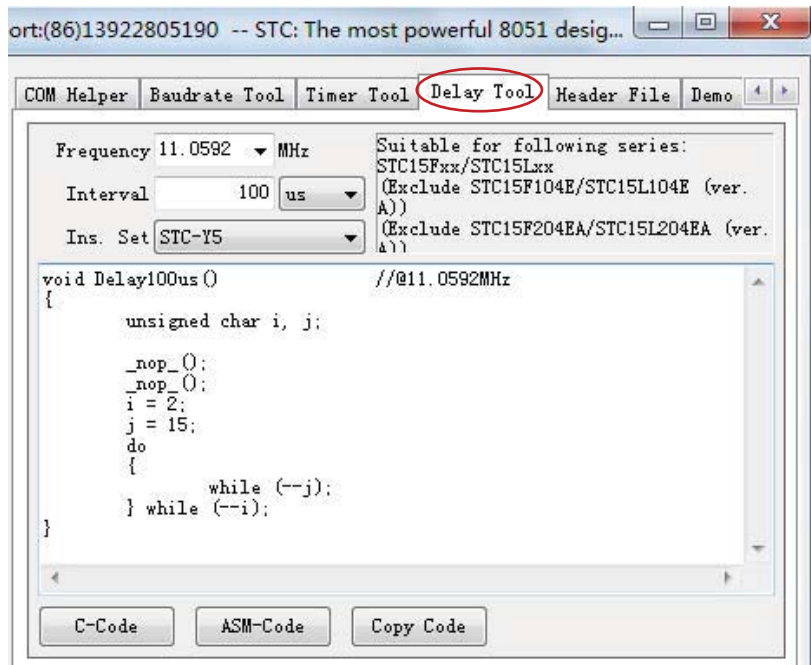 ort:(86)13922805190 -- STC: The most powerful 8051 desig...
COM Helper Baudrate Tool Timer Tool Delay Tool Header File Demo
Frequency 11.0592 MHz
Interval 100 us
Ins. Set STC-Y5
Suitable for following series:
STC15Fxx/STC15Lxx
(Exclude STC15F104E/STC15L104E (ver.
A))
(Exclude STC15F204EA/STC15L204EA (ver.
A))
void Delay100us() //@11.0592MHz
{
unsigned char i, j;
_nop_();
_nop_();
i = 2;
j = 15;
do
{
while (--j);
} while (--i);
}
C-Code ASM-Code Copy Code